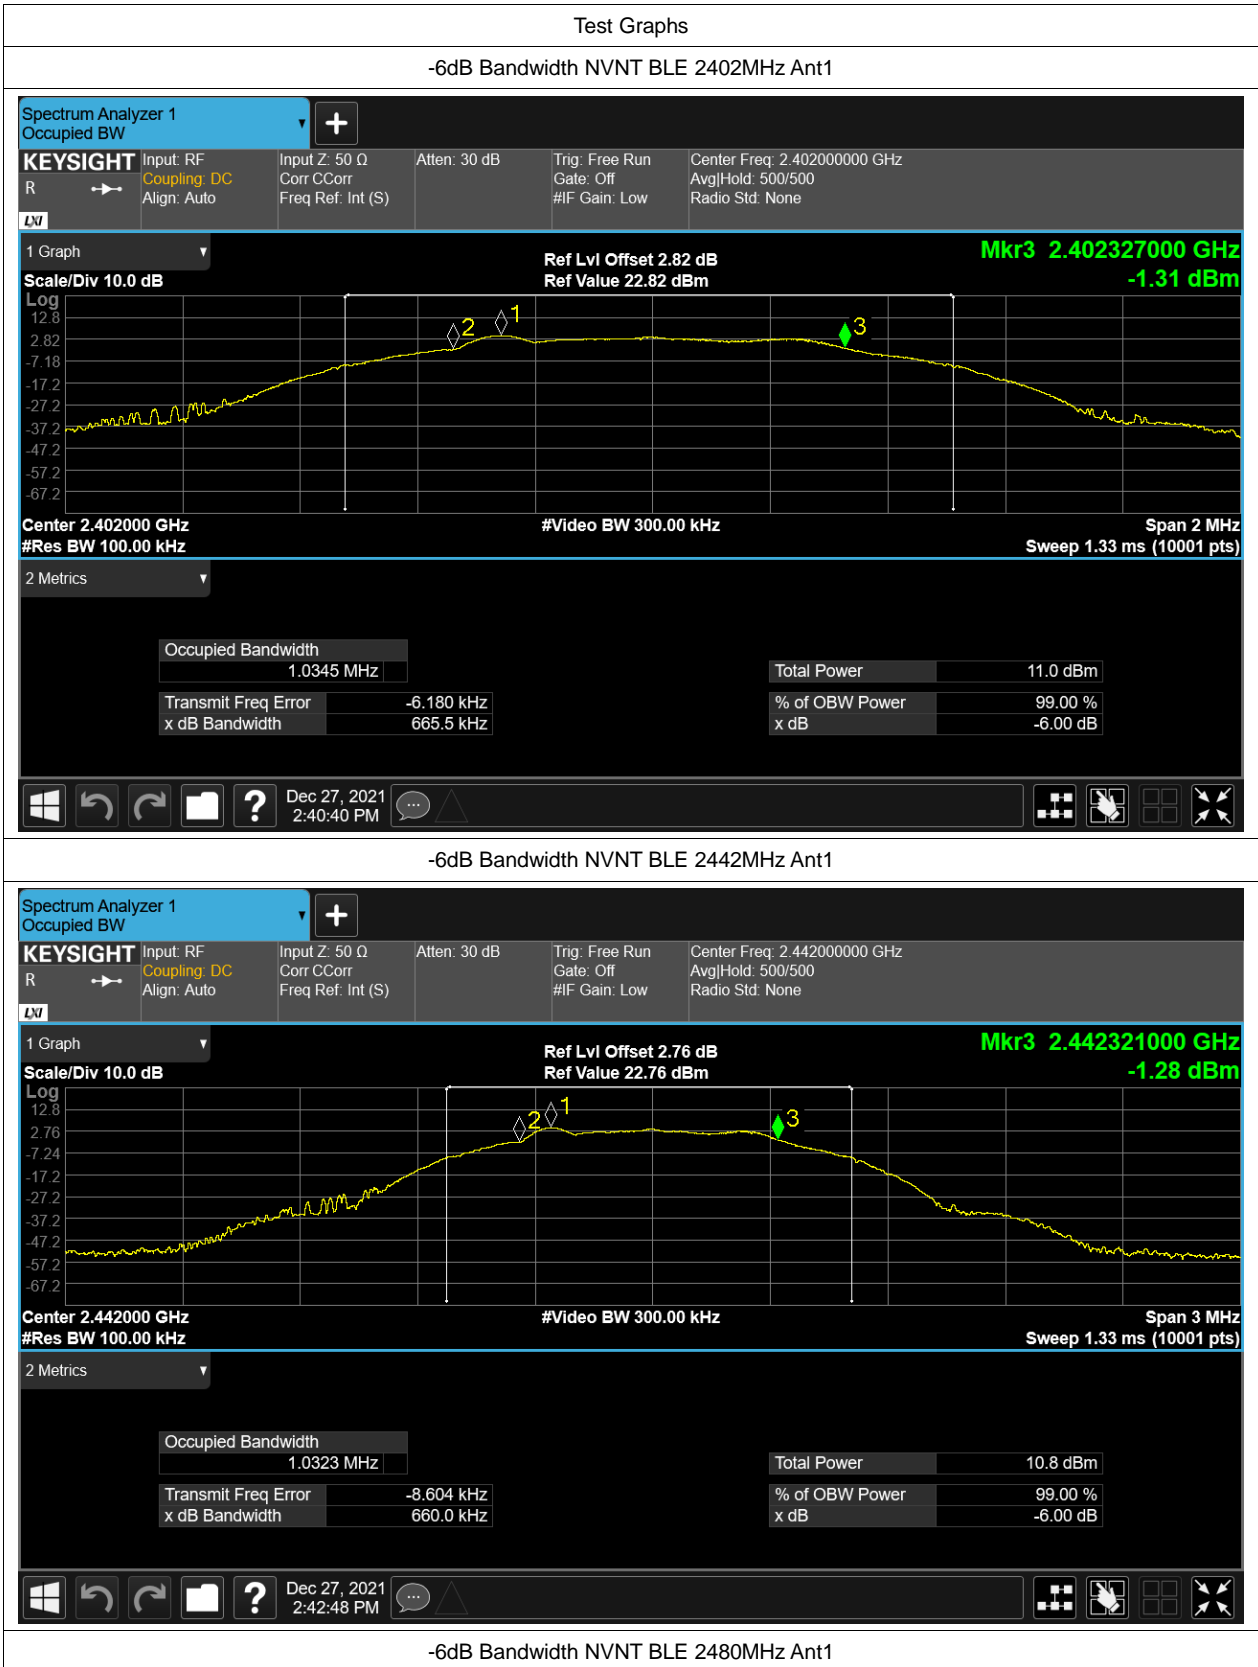 Test Graphs
-6dB Bandwidth NVNT BLE 2402MHz Ant1
Spectrum Analyzer 1
Occupied BW
KEYSIGHT Input: RF Input Z: 50 Ω Atten: 30 dB Trig: Free Run Center Freq: 2.402000000 GHz
R Coupling: DC Corr CCorr Gate: Off Avg|Hold: 500/500
Align: Auto Freq Ref: Int (S) #IF Gain: Low Radio Std: None
LXI
1 Graph Ref Lvl Offset 2.82 dB Mkr3 2.402327000 GHz
Scale/Div 10.0 dB Ref Value 22.82 dBm -1.31 dBm
Log
12.8
2.82
-7.18
-17.2
-27.2
-37.2
-47.2
-57.2
-67.2
2 1 3
Center 2.402000 GHz #Video BW 300.00 kHz Span 2 MHz
#Res BW 100.00 kHz Sweep 1.33 ms (10001 pts)
2 Metrics
Occupied Bandwidth
1.0345 MHz Total Power 11.0 dBm
Transmit Freq Error -6.180 kHz % of OBW Power 99.00 %
x dB Bandwidth 665.5 kHz x dB -6.00 dB
? Dec 27, 2021
2:40:40 PM
-6dB Bandwidth NVNT BLE 2442MHz Ant1
Spectrum Analyzer 1
Occupied BW
KEYSIGHT Input: RF Input Z: 50 Ω Atten: 30 dB Trig: Free Run Center Freq: 2.442000000 GHz
R Coupling: DC Corr CCorr Gate: Off Avg|Hold: 500/500
Align: Auto Freq Ref: Int (S) #IF Gain: Low Radio Std: None
LXI
1 Graph Ref Lvl Offset 2.76 dB Mkr3 2.442321000 GHz
Scale/Div 10.0 dB Ref Value 22.76 dBm -1.28 dBm
Log
12.8
2.76
-7.24
-17.2
-27.2
-37.2
-47.2
-57.2
-67.2
2 1 3
Center 2.442000 GHz #Video BW 300.00 kHz Span 3 MHz
#Res BW 100.00 kHz Sweep 1.33 ms (10001 pts)
2 Metrics
Occupied Bandwidth
1.0323 MHz Total Power 10.8 dBm
Transmit Freq Error -8.604 kHz % of OBW Power 99.00 %
x dB Bandwidth 660.0 kHz x dB -6.00 dB
? Dec 27, 2021
2:42:48 PM
-6dB Bandwidth NVNT BLE 2480MHz Ant1